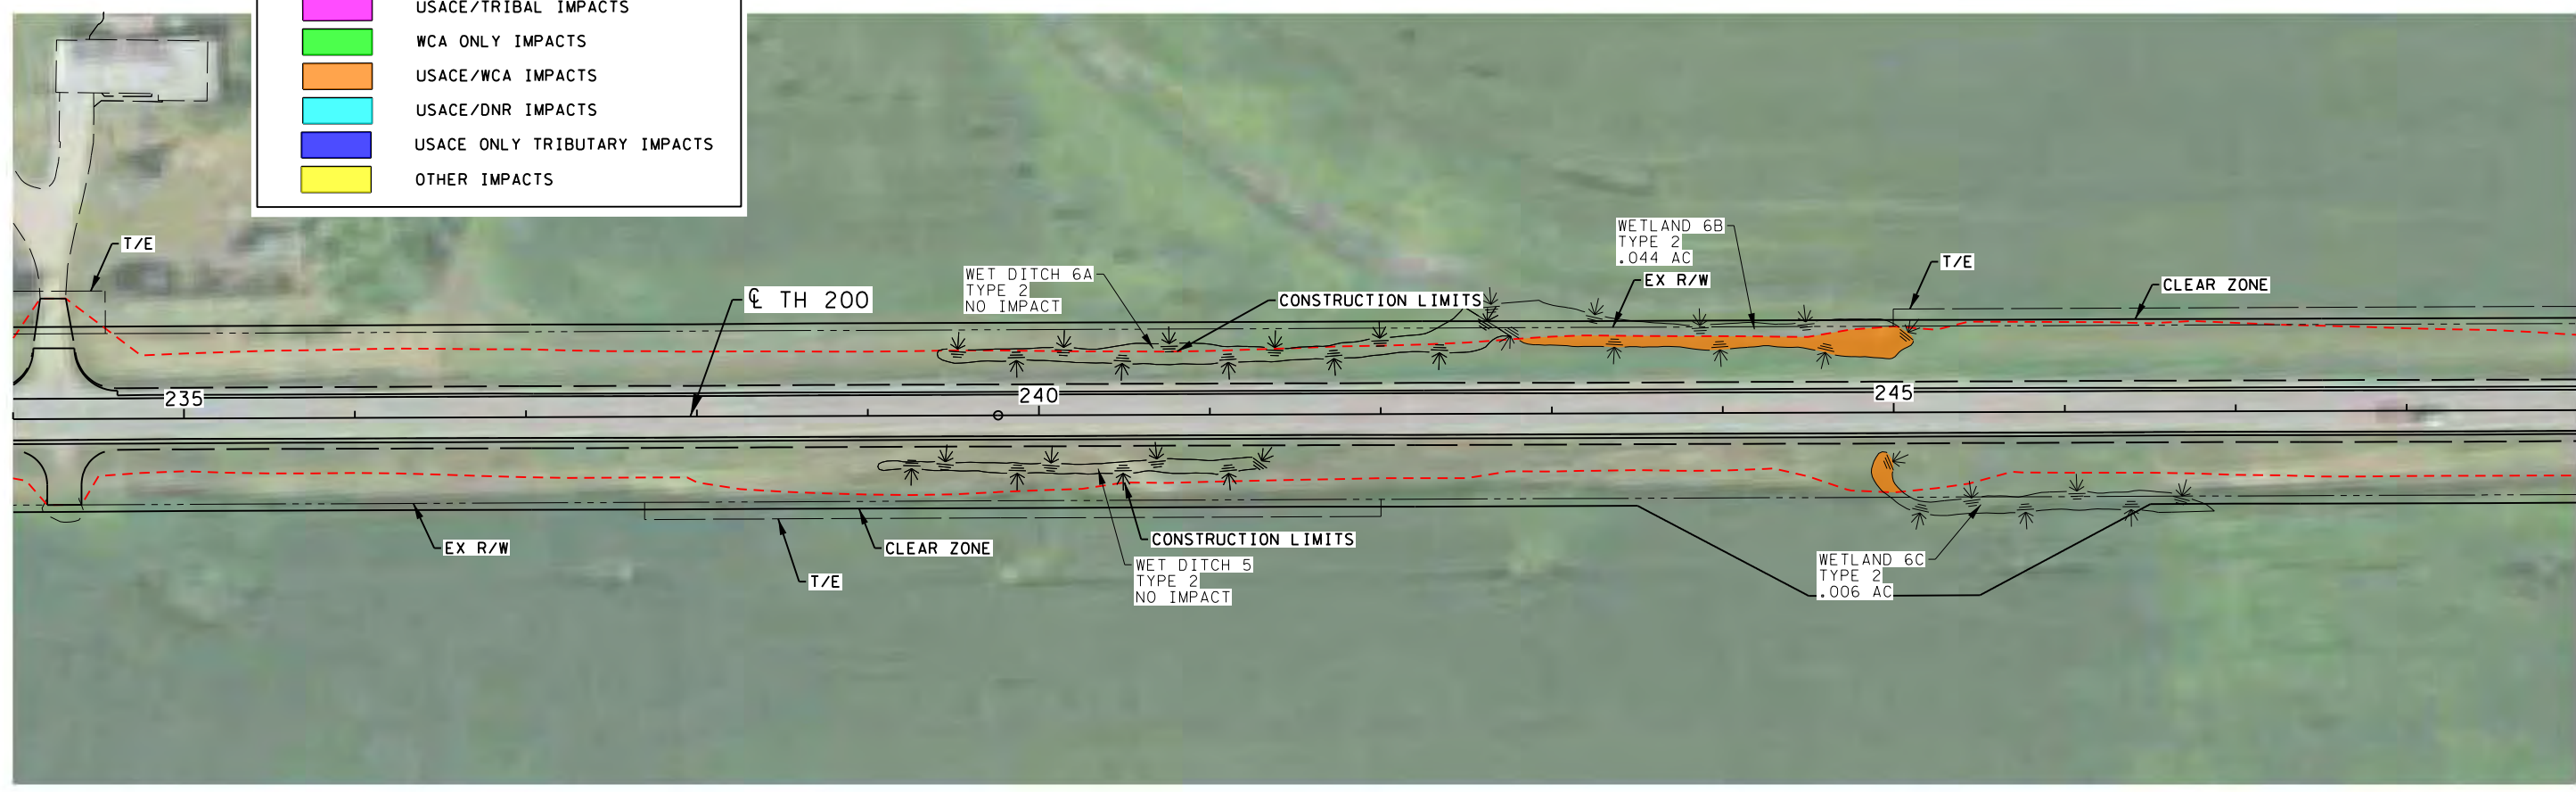 USACE/TRIBAL IMPACTS
WCA ONLY IMPACTS
USACE/WCA IMPACTS
USACE/DNR IMPACTS
USACE ONLY TRIBUTARY IMPACTS
OTHER IMPACTS
T/E
WETLAND 6B
TYPE 2
.044 AC
EX R/W
T/E
CLEAR ZONE
WET DITCH 6A
TYPE 2
NO IMPACT
CONSTRUCTION LIMITS
℄ TH 200
235
240
245
EX R/W
CLEAR ZONE
T/E
CONSTRUCTION LIMITS
WET DITCH 5
TYPE 2
NO IMPACT
WETLAND 6C
TYPE 2
.006 AC